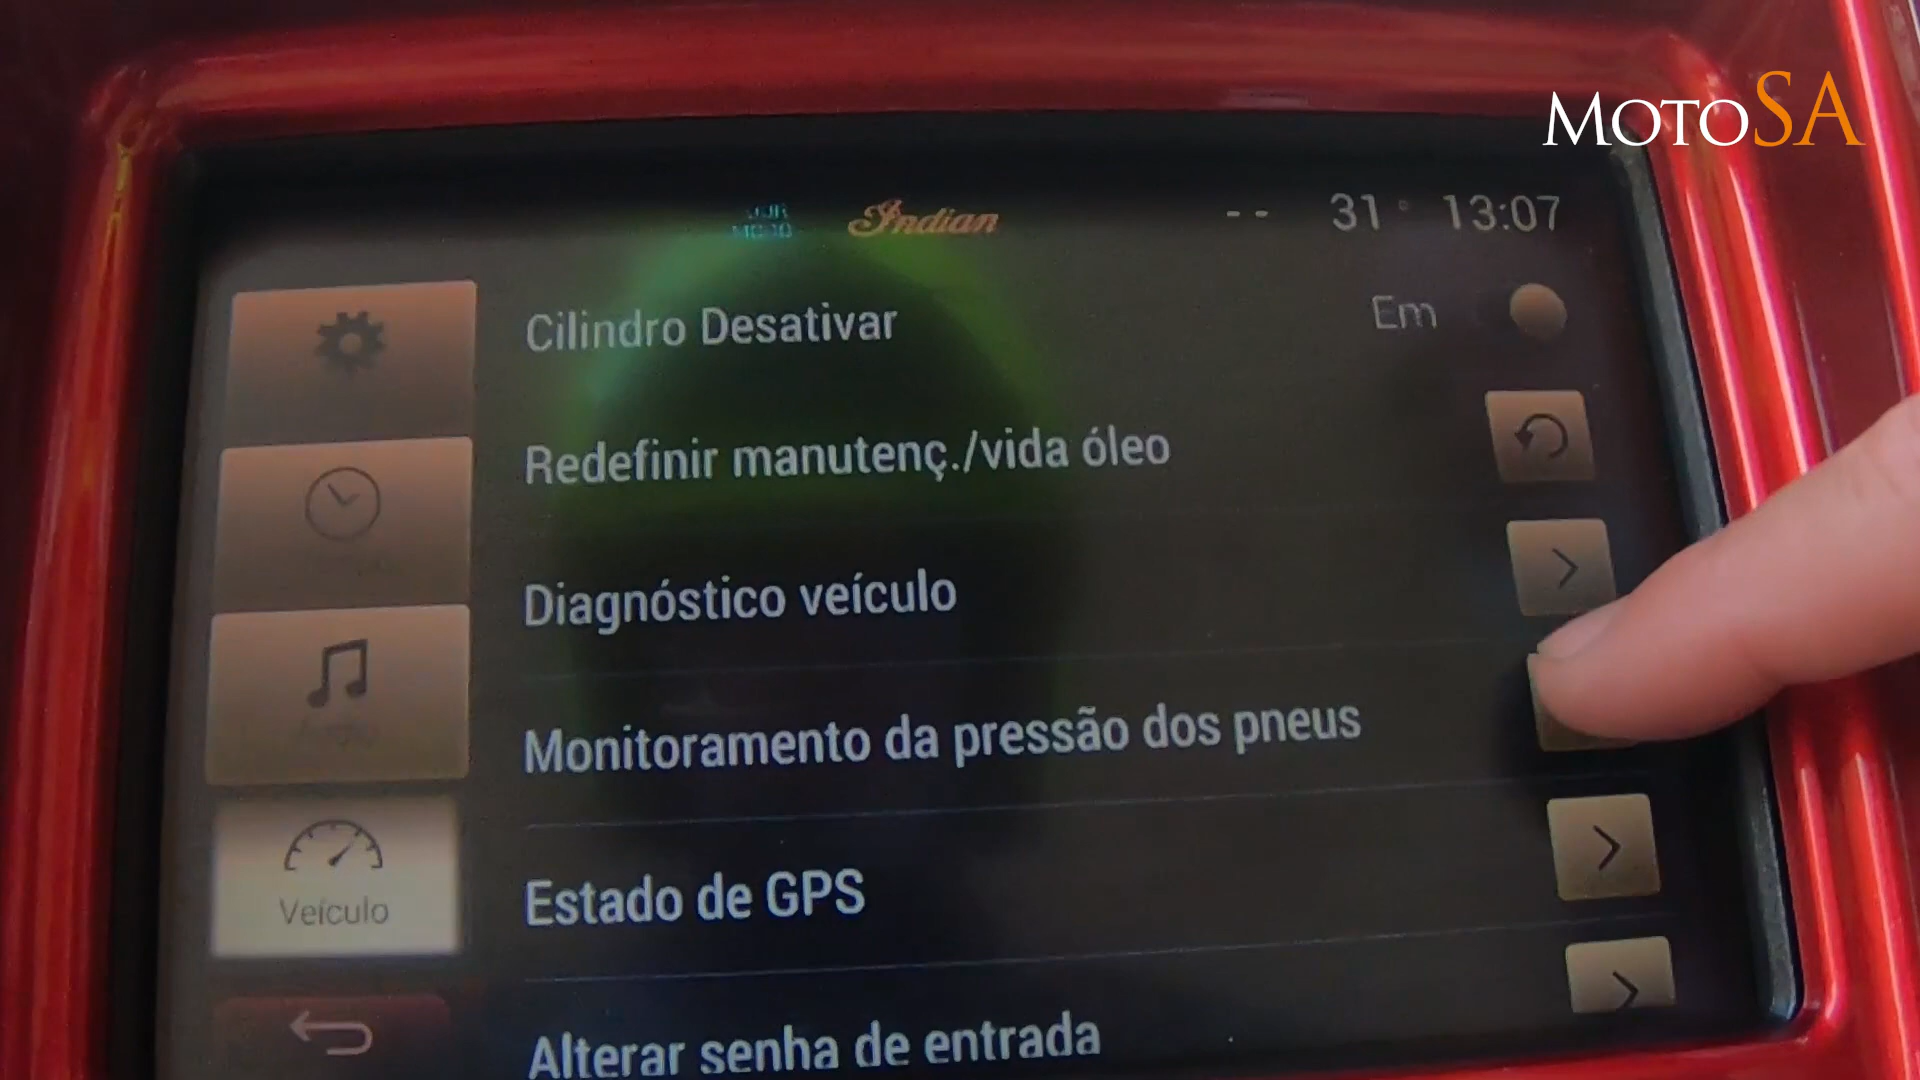 MotoSA
Indian
-- 31° 13:07
Cilindro Desativar Em
Redefinir manutenç./vida óleo
Diagnóstico veículo
Monitoramento da pressão dos pneus
Veículo
Estado de GPS
Alterar senha de entrada